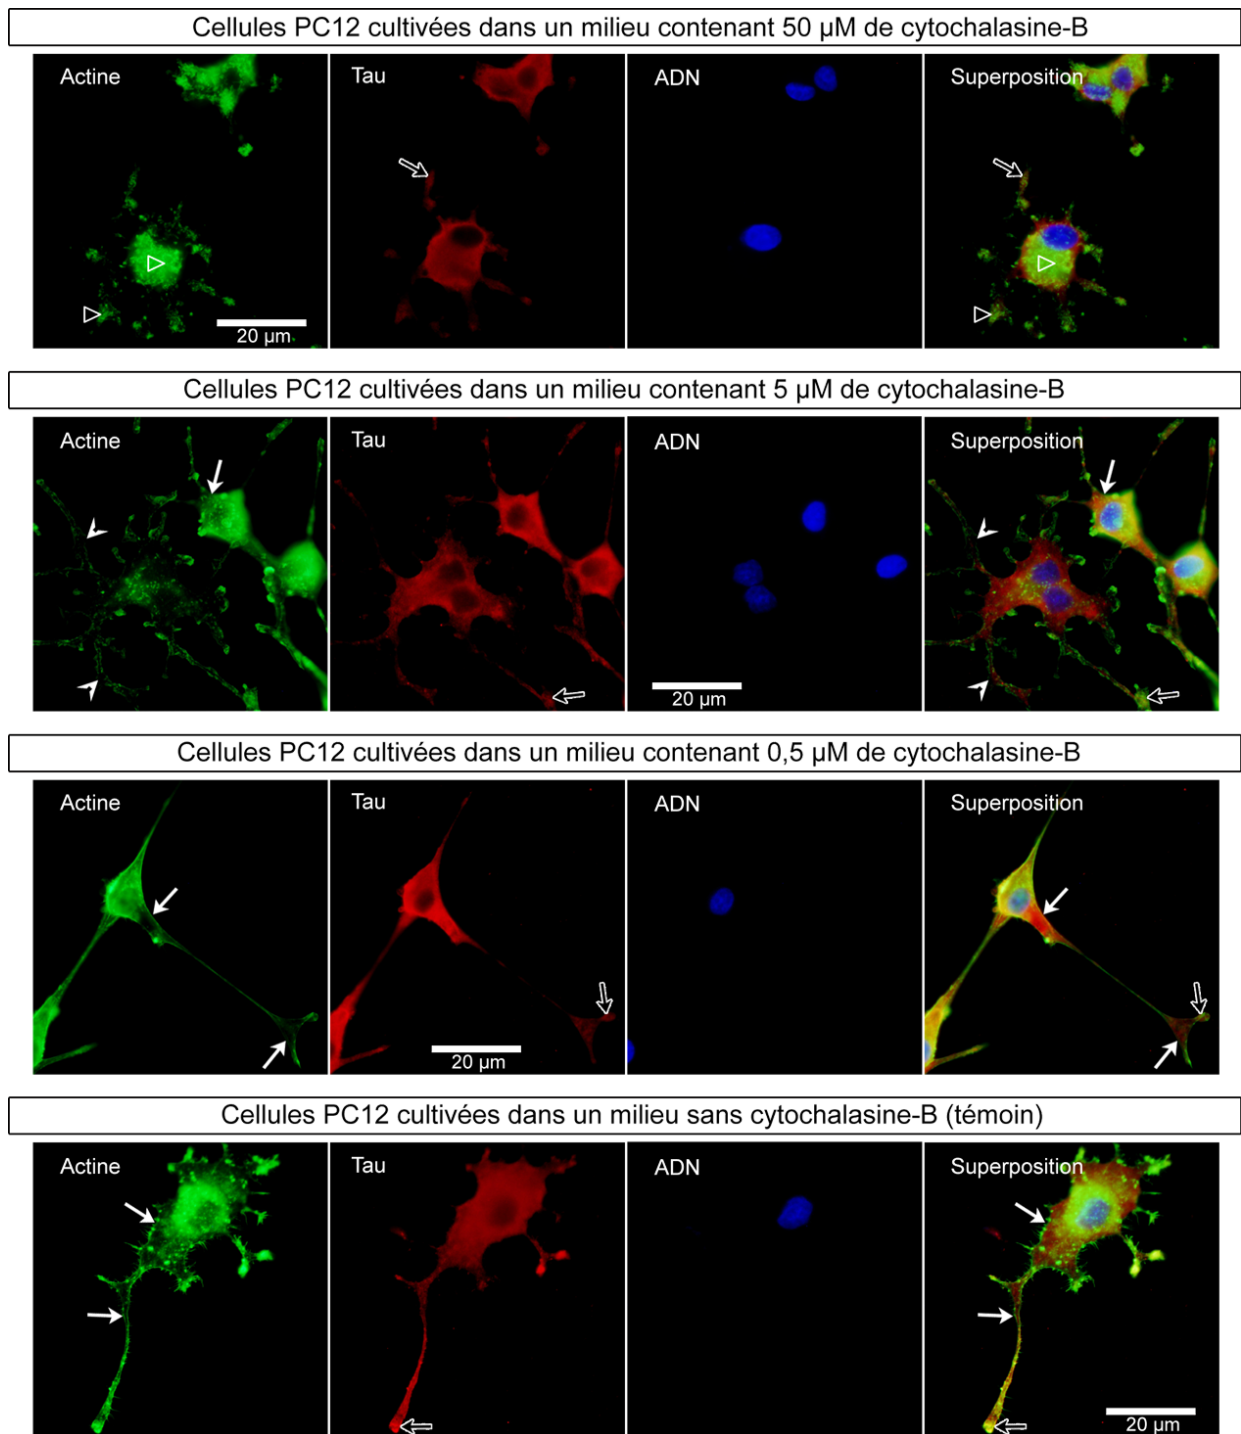 Cellules PC12 cultivées dans un milieu contenant 50 µM de cytochalasine-B
Actine
Tau
ADN
Superposition
20 µm
Cellules PC12 cultivées dans un milieu contenant 5 µM de cytochalasine-B
Actine
Tau
ADN
Superposition
20 µm
Cellules PC12 cultivées dans un milieu contenant 0,5 µM de cytochalasine-B
Actine
Tau
ADN
Superposition
20 µm
Cellules PC12 cultivées dans un milieu sans cytochalasine-B (témoin)
Actine
Tau
ADN
Superposition
20 µm